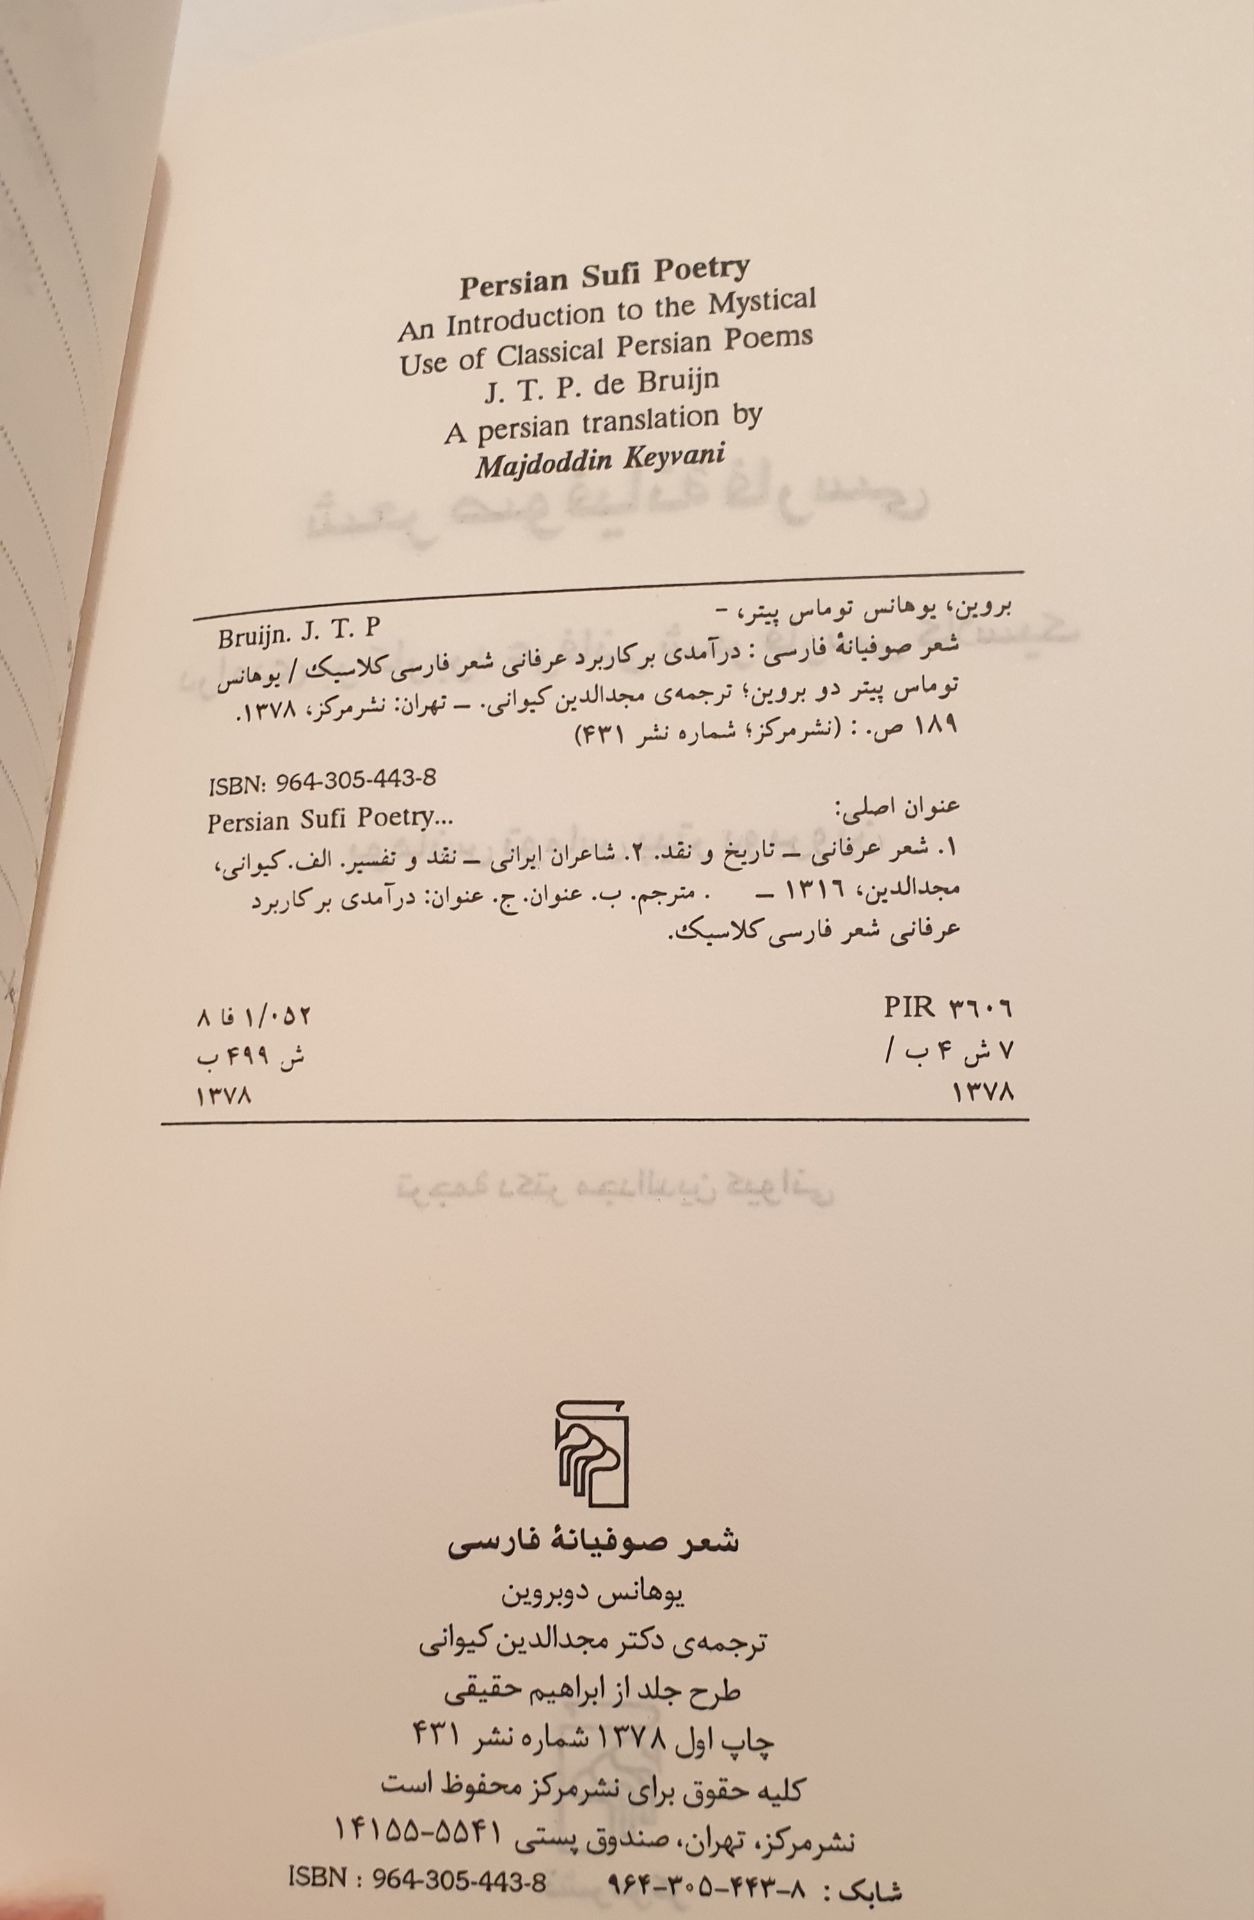 Persian Sufi Poetry
An Introduction to the Mystical
Use of Classical Persian Poems
J. T. P. de Bruijn
A persian translation by
Majdoddin Keyvani
بروین، یوهانس توماس پیتر، –
Bruijn. J. T. P
شعر صوفیانهٔ فارسی : درآمدی بر کاربرد عرفانی شعر فارسی کلاسیک / یوهانس
توماس پیتر دو بروین؛ ترجمه‌ی مجدالدین کیوانی. ــ تهران: نشرمرکز، ۱۳۷۸.
۱۸۹ ص. : (نشرمرکز؛ شماره نشر ۴۳۱)
ISBN: 964-305-443-8
عنوان اصلی: Persian Sufi Poetry...
۱. شعر عرفانی ــ تاریخ و نقد. ۲. شاعران ایرانی ــ نقد و تفسیر. الف. کیوانی،
مجدالدین، ۱۳۱۶ ــ . مترجم. ب. عنوان. ج. عنوان: درآمدی بر کاربرد
عرفانی شعر فارسی کلاسیک.
PIR ۳۶۰۶ ۸ فا ۱/۰۵۲
۷ ش ۴ ب / ش ۴۹۹ ب
۱۳۷۸ ۱۳۷۸
شعر صوفیانهٔ فارسی
یوهانس دوبروین
ترجمه‌ی دکتر مجدالدین کیوانی
طرح جلد از ابراهیم حقیقی
چاپ اول ۱۳۷۸ شماره نشر ۴۳۱
کلیه حقوق برای نشرمرکز محفوظ است
نشرمرکز، تهران، صندوق پستی ۵۵۴۱–۱۴۱۵۵
شابک : ۸–۴۴۳–۳۰۵–۹۶۴ ISBN : 964-305-443-8